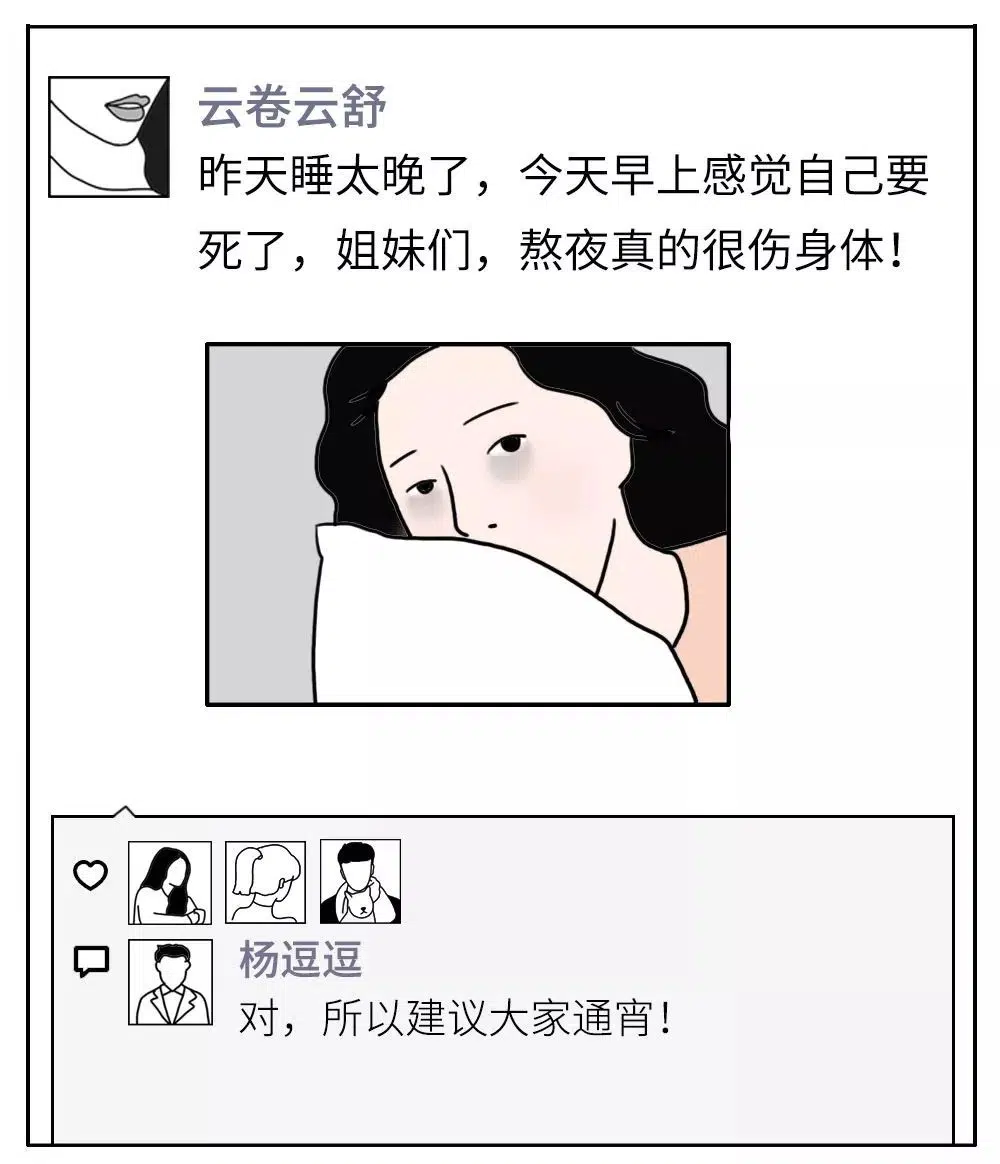 云卷云舒
昨天睡太晚了，今天早上感觉自己要
死了，姐妹们，熬夜真的很伤身体！
杨逗逗
对，所以建议大家通宵！